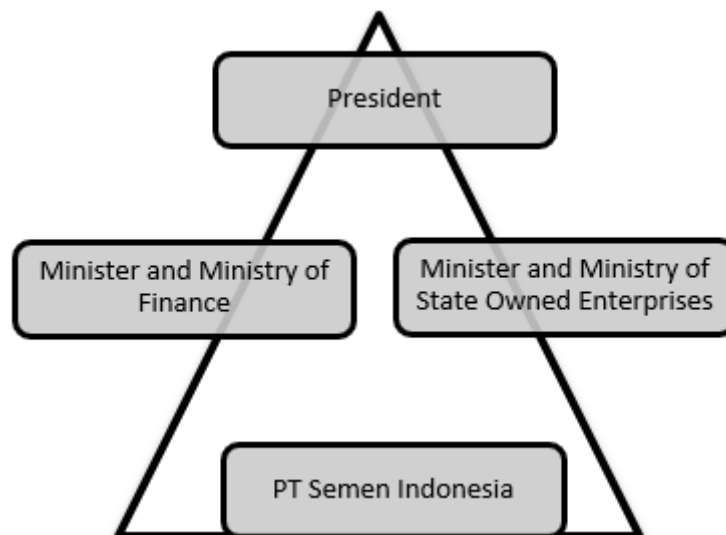 President
Minister and Ministry of
Finance
Minister and Ministry of
State Owned Enterprises
PT Semen Indonesia